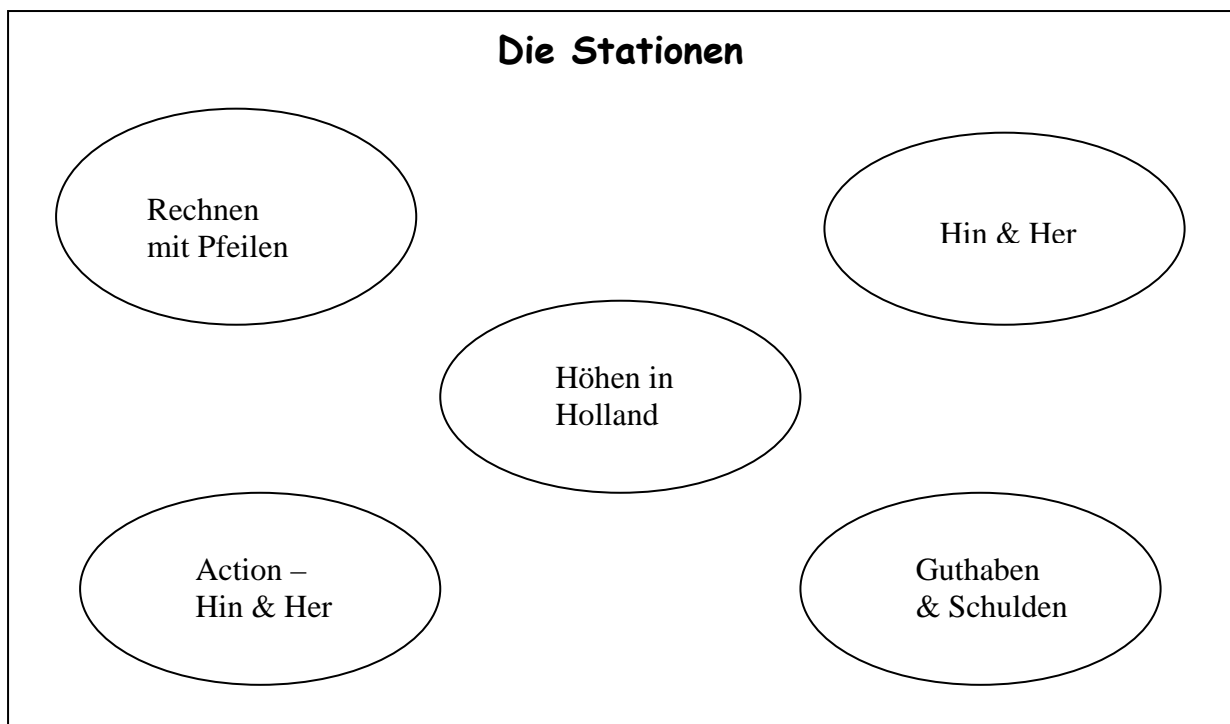 Die Stationen
Rechnen
mit Pfeilen
Hin & Her
Höhen in
Holland
Action –
Hin & Her
Guthaben
& Schulden